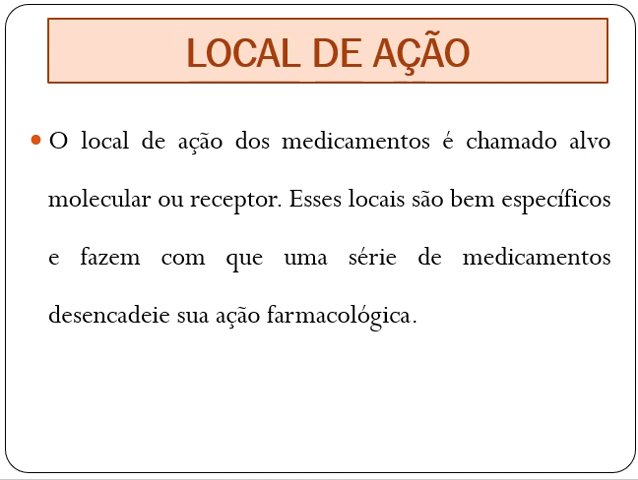 LOCAL DE AÇÃO
O local de ação dos medicamentos é chamado alvo
molecular ou receptor. Esses locais são bem específicos
e fazem com que uma série de medicamentos
desencadeie sua ação farmacológica.